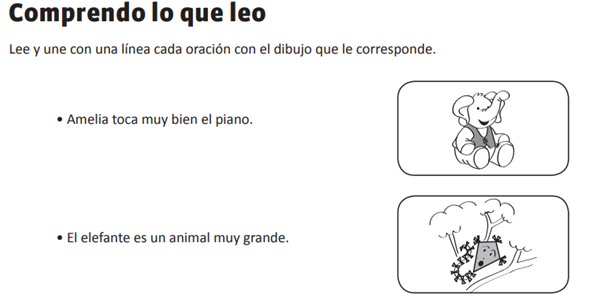 Comprendo lo que leo
Lee y une con una línea cada oración con el dibujo que le corresponde.
• Amelia toca muy bien el piano.
• El elefante es un animal muy grande.